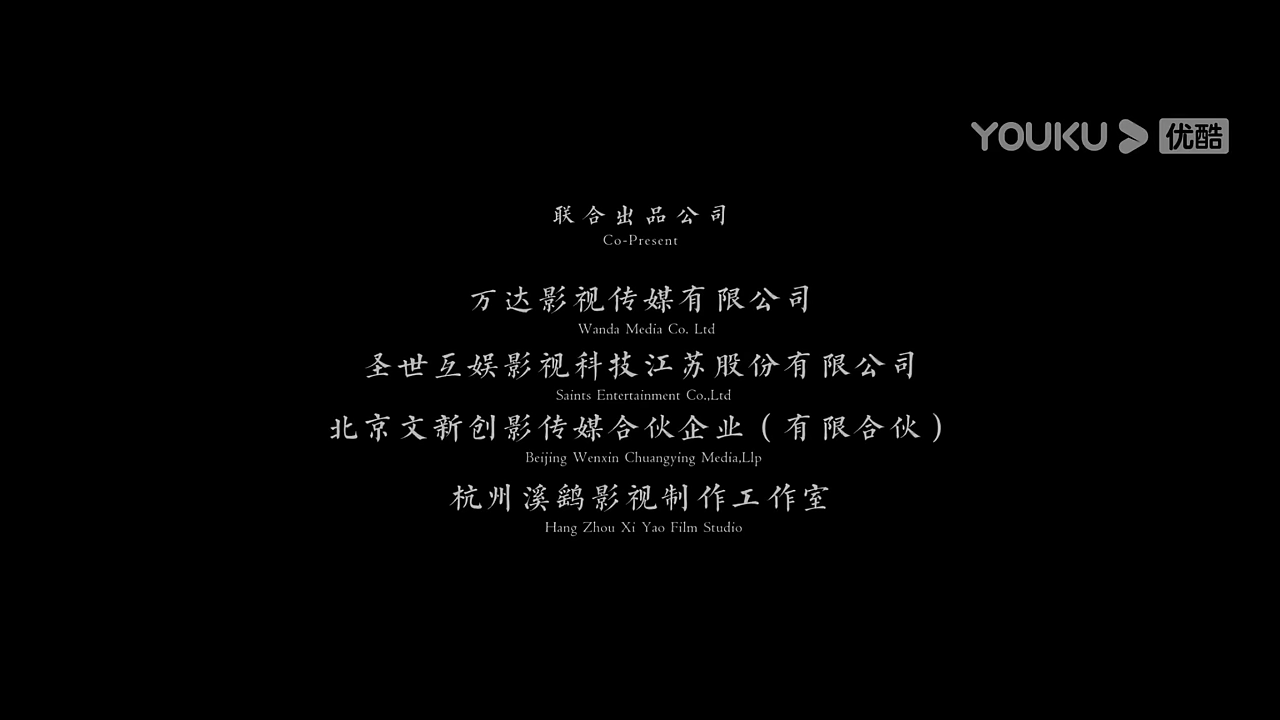 YOUKU 优酷
联合出品公司
Co-Present
万达影视传媒有限公司
Wanda Media Co. Ltd
圣世互娱影视科技江苏股份有限公司
Saints Entertainment Co.,Ltd
北京文新创影传媒合伙企业(有限合伙)
Beijing Wenxin Chuangying Media,Llp
杭州溪鹞影视制作工作室
Hang Zhou Xi Yao Film Studio